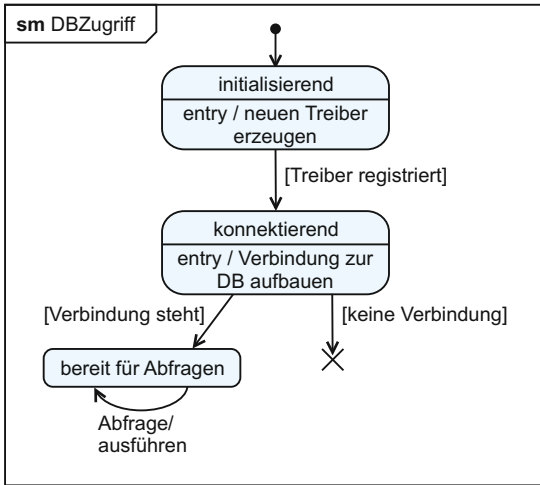 sm DBZugriff
initialisierend
entry / neuen Treiber
erzeugen
[Treiber registriert]
konnektierend
entry / Verbindung zur
DB aufbauen
[Verbindung steht]
[keine Verbindung]
bereit für Abfragen
Abfrage/
ausführen